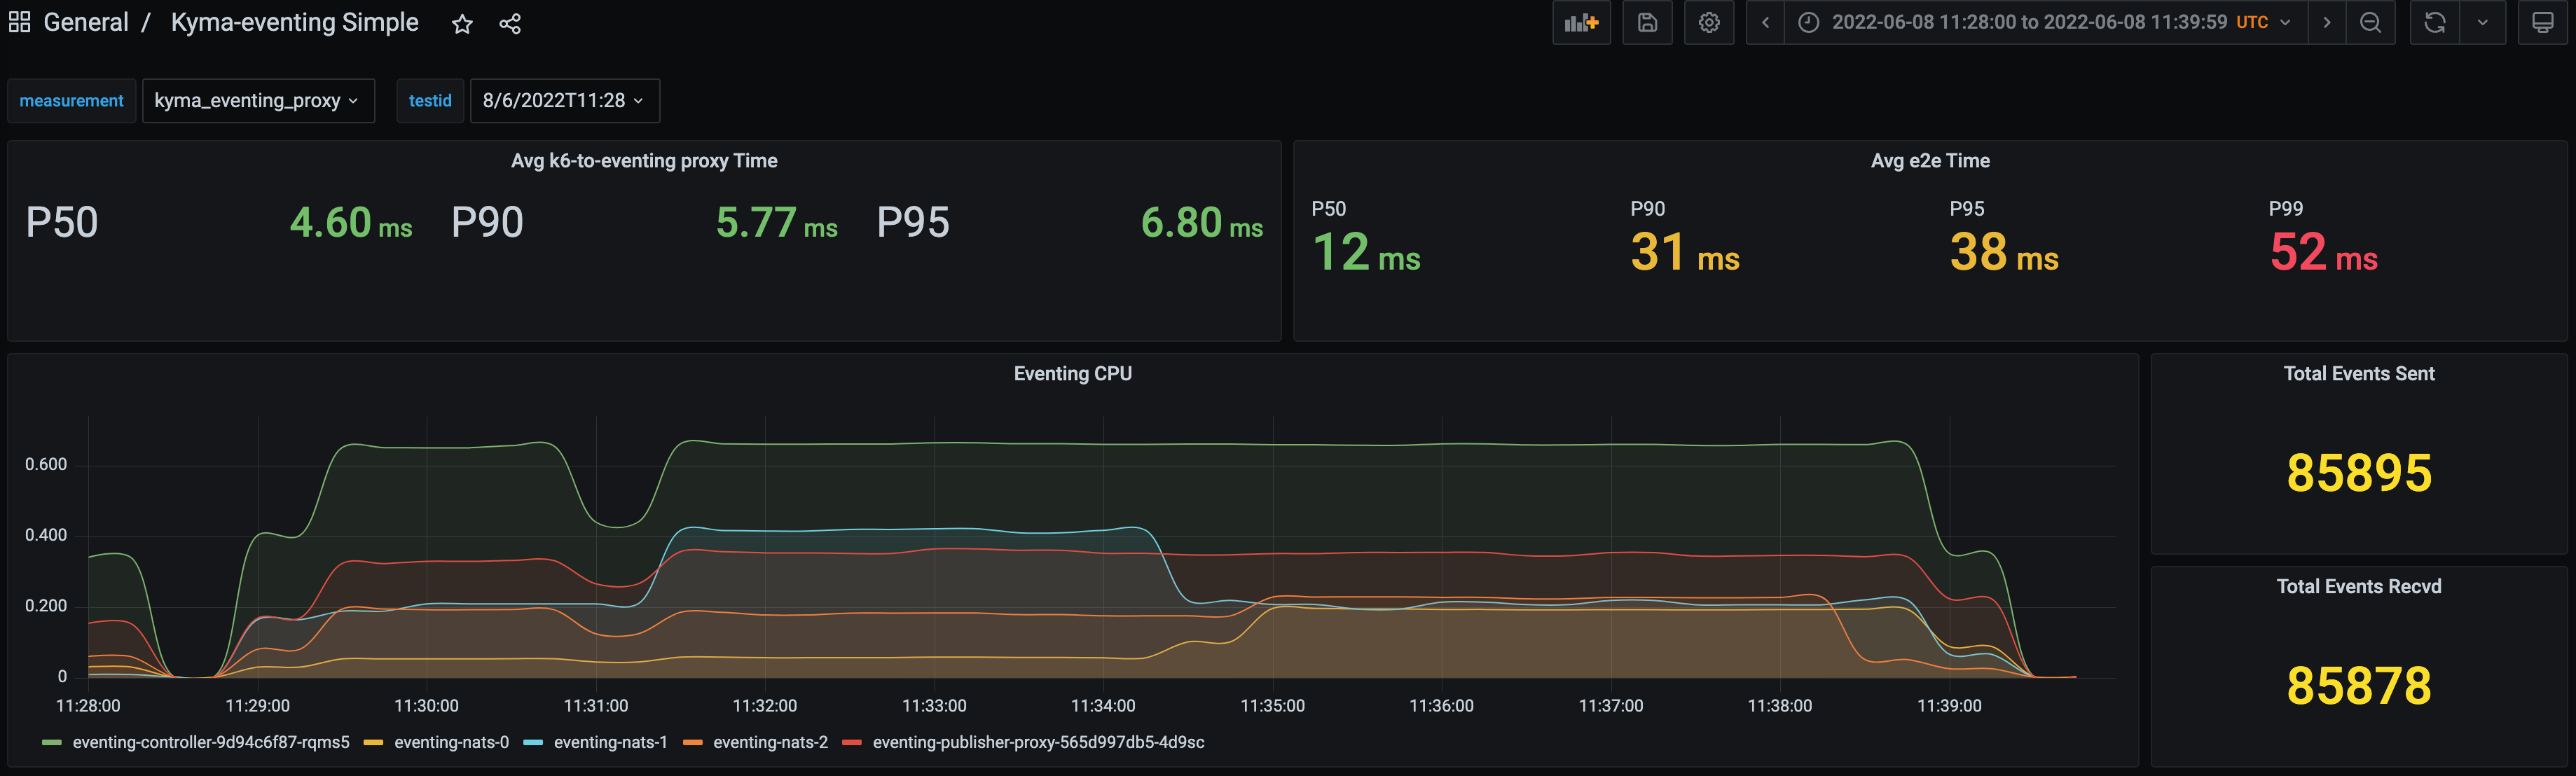 General / Kyma-eventing Simple
2022-06-08 11:28:00 to 2022-06-08 11:39:59 UTC
measurement kyma_eventing_proxy testid 8/6/2022T11:28
Avg k6-to-eventing proxy Time
P50 4.60 ms P90 5.77 ms P95 6.80 ms
Avg e2e Time
P50 P90 P95 P99
12 ms 31 ms 38 ms 52 ms
Eventing CPU
0.600
0.400
0.200
0
11:28:00 11:29:00 11:30:00 11:31:00 11:32:00 11:33:00 11:34:00 11:35:00 11:36:00 11:37:00 11:38:00 11:39:00
eventing-controller-9d94c6f87-rqms5 eventing-nats-0 eventing-nats-1 eventing-nats-2 eventing-publisher-proxy-565d997db5-4d9sc
Total Events Sent
85895
Total Events Recvd
85878